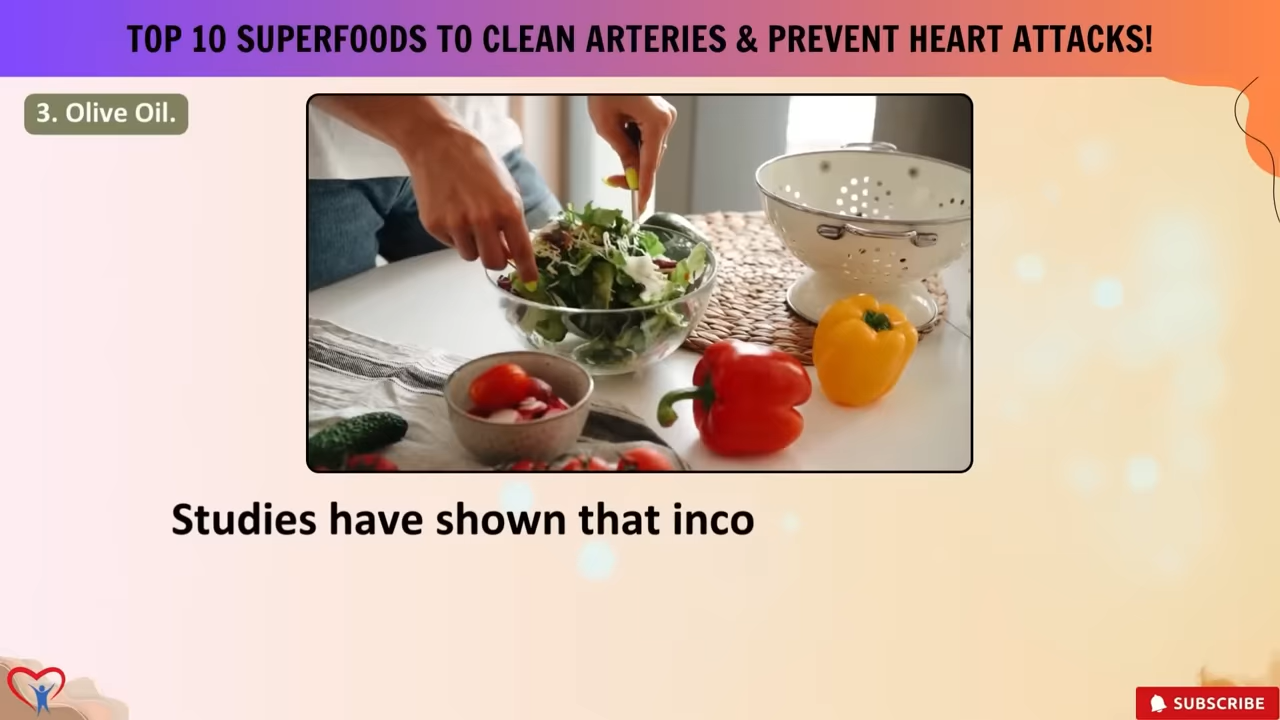 TOP 10 SUPERFOODS TO CLEAN ARTERIES & PREVENT HEART ATTACKS!
3. Olive Oil.
Studies have shown that inco
SUBSCRIBE